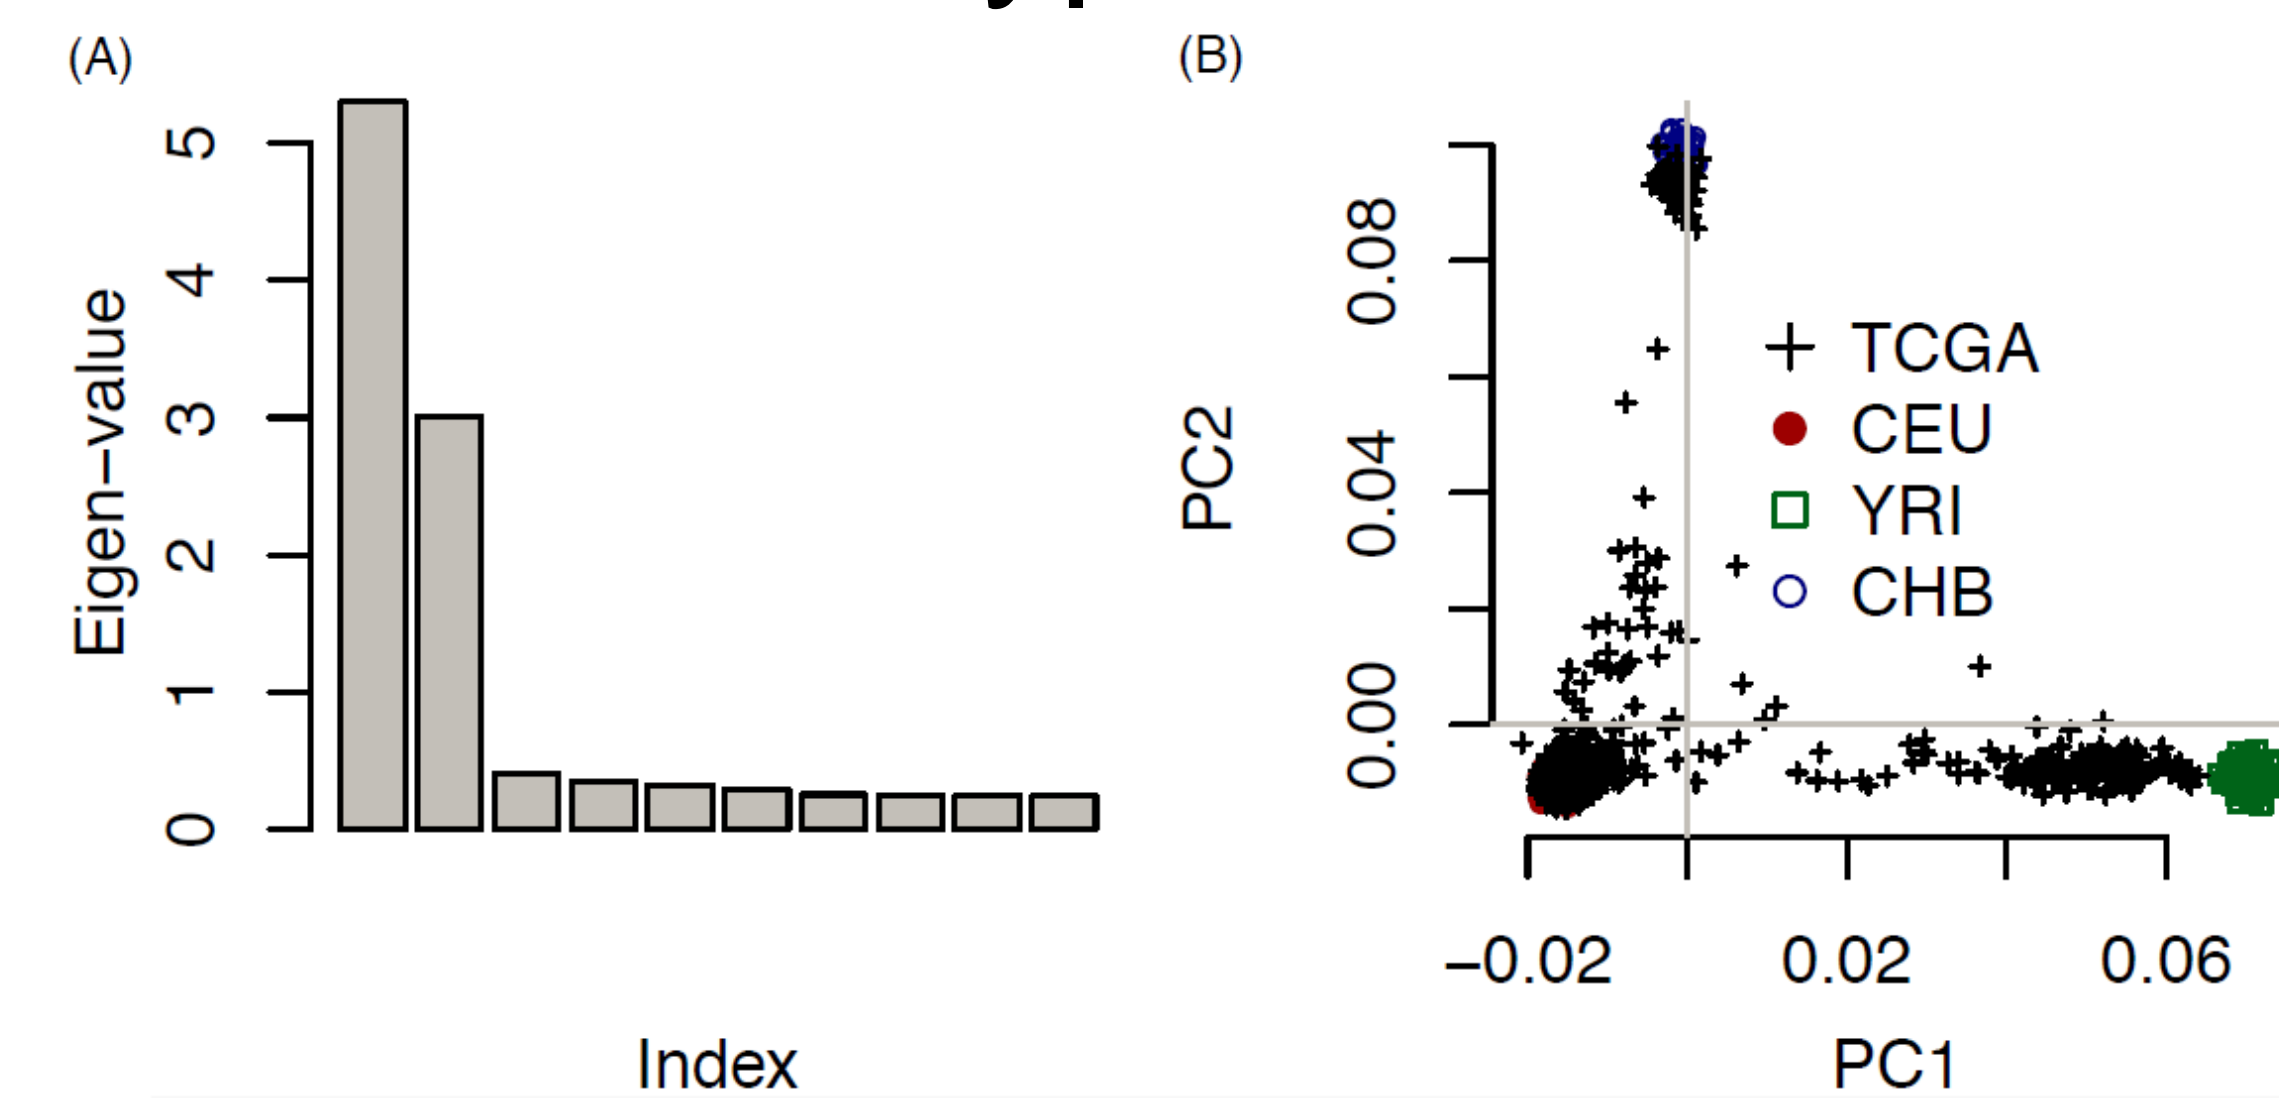 (A)
Eigen−value
5
4
3
2
1
0
Index
(B)
PC2
0.08
0.04
0.00
TCGA
CEU
YRI
CHB
−0.02 0.02 0.06
PC1